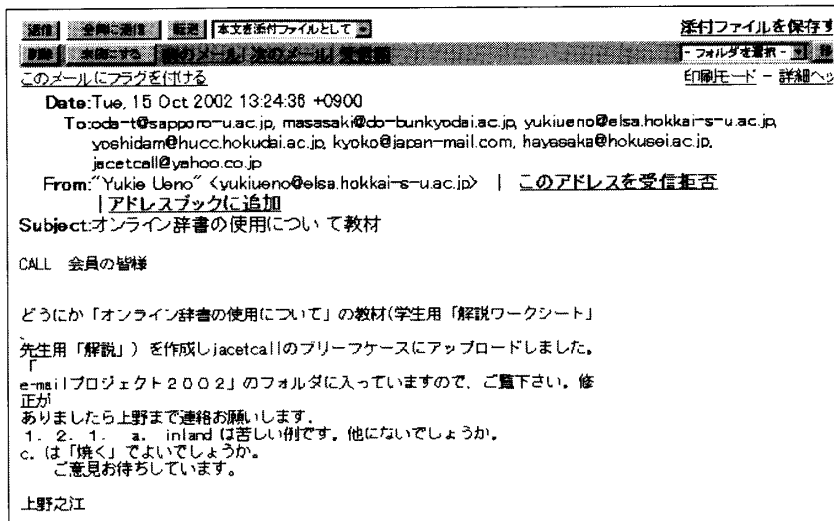 返信 全員に返信 転送 本文を添付ファイルとして 添付ファイルを保存す
削除 未読にする 前のメール 次のメール 受信箱 - フォルダを選択 -
このメールにフラグを付ける 印刷モード - 詳細ヘッ
Date:Tue, 15 Oct 2002 13:24:36 +0900
To:oda-t@sapporo-u.ac.jp, masasaki@do-bunkyodai.ac.jp, yukiueno@elsa.hokkai-s-u.ac.jp,
yoshidam@hucc.hokudai.ac.jp, kyoko@japan-mail.com, hayasaka@hokusei.ac.jp,
jacetcall@yahoo.co.jp
From:"Yukie Ueno" <yukiueno@elsa.hokkai-s-u.ac.jp> | このアドレスを受信拒否
|アドレスブックに追加
Subject:オンライン辞書の使用について教材
CALL 会員の皆様
どうにか「オンライン辞書の使用について」の教材(学生用「解説ワークシート」
、
先生用「解説」）を作成しjacetcallのブリーフケースにアップロードしました。
「
e-mailプロジェクト２００２」のフォルダに入っていますので、ご覧下さい。修
正が
ありましたら上野まで連絡お願いします.
１．２．１． a. inland は苦しい例です。他にないでしょうか。
c. は「焼く」でよいでしょうか。
ご意見お待ちしています。
上野之江